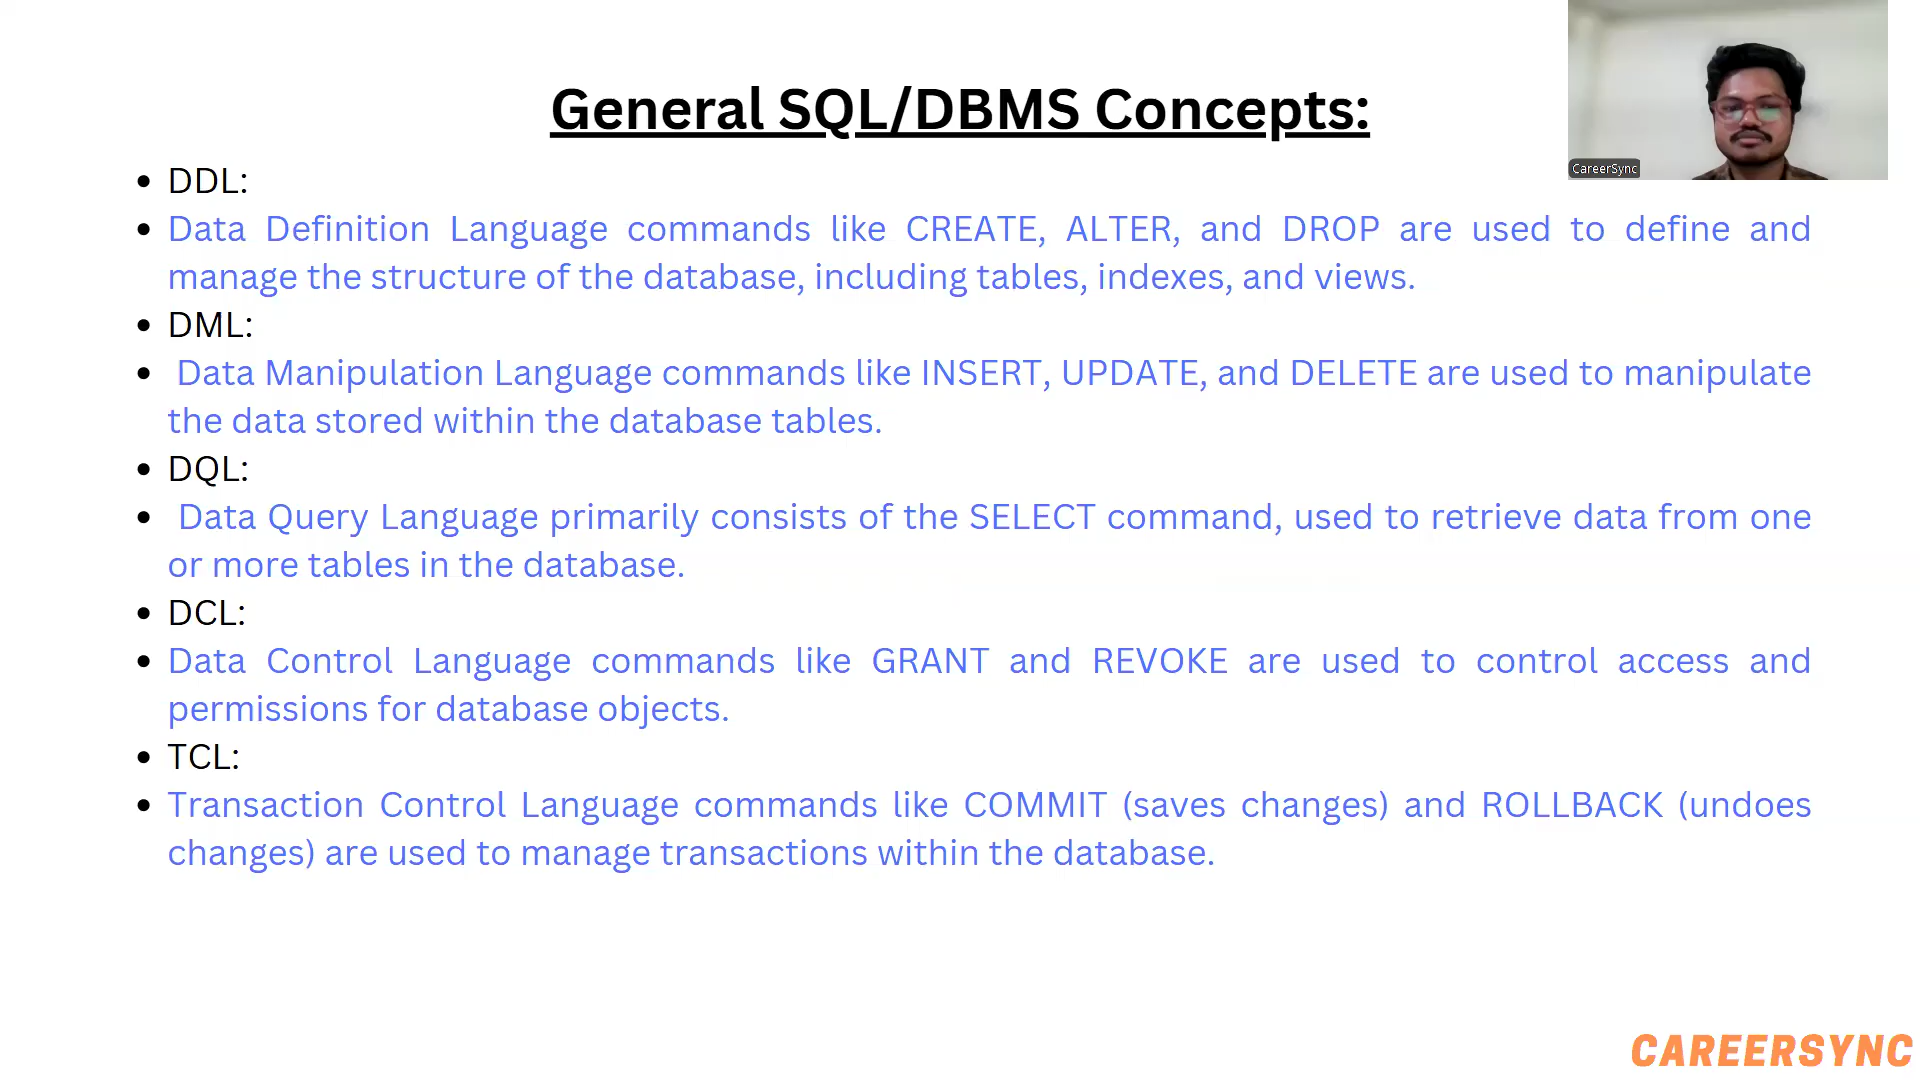 General SQL/DBMS Concepts:
CareerSync
• DDL:
• Data Definition Language commands like CREATE, ALTER, and DROP are used to define and
manage the structure of the database, including tables, indexes, and views.
• DML:
• Data Manipulation Language commands like INSERT, UPDATE, and DELETE are used to manipulate
the data stored within the database tables.
• DQL:
• Data Query Language primarily consists of the SELECT command, used to retrieve data from one
or more tables in the database.
• DCL:
• Data Control Language commands like GRANT and REVOKE are used to control access and
permissions for database objects.
• TCL:
• Transaction Control Language commands like COMMIT (saves changes) and ROLLBACK (undoes
changes) are used to manage transactions within the database.
CAREERSYNC